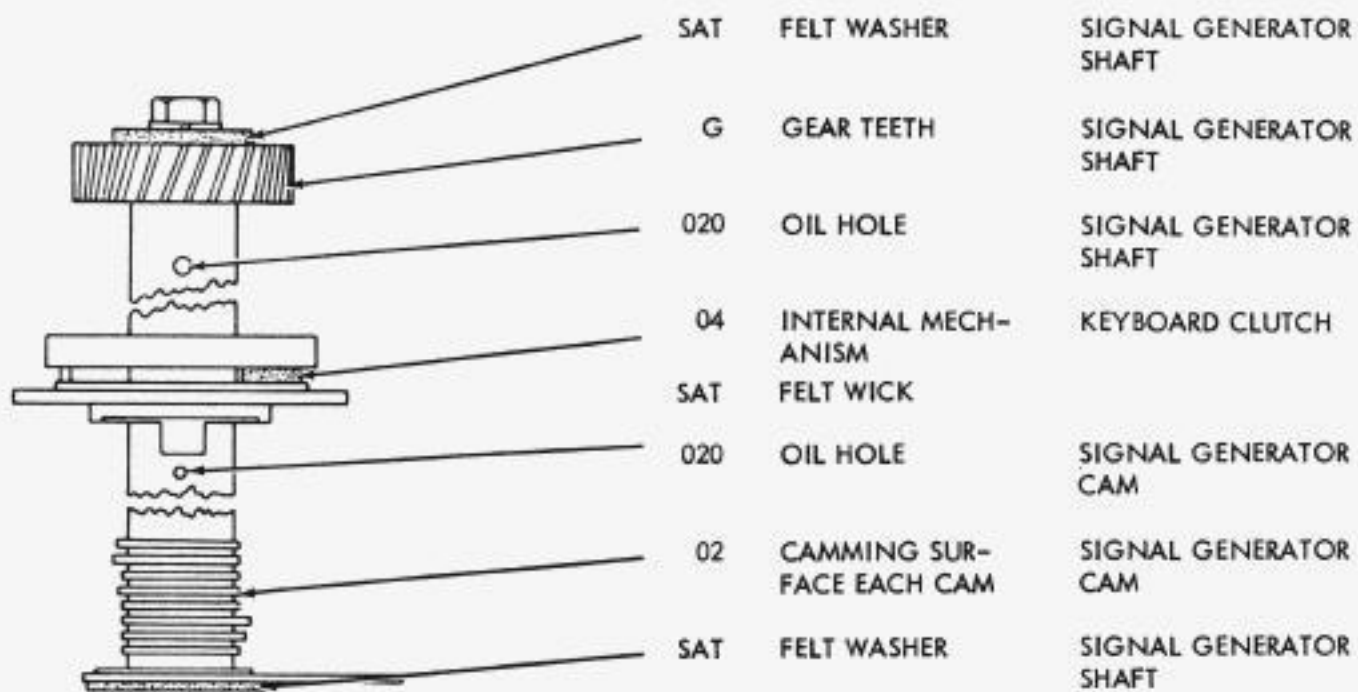 SAT FELT WASHER SIGNAL GENERATOR
SHAFT
G GEAR TEETH SIGNAL GENERATOR
SHAFT
020 OIL HOLE SIGNAL GENERATOR
SHAFT
04 INTERNAL MECH- KEYBOARD CLUTCH
ANISM
SAT FELT WICK
020 OIL HOLE SIGNAL GENERATOR
CAM
02 CAMMING SUR- SIGNAL GENERATOR
FACE EACH CAM CAM
SAT FELT WASHER SIGNAL GENERATOR
SHAFT